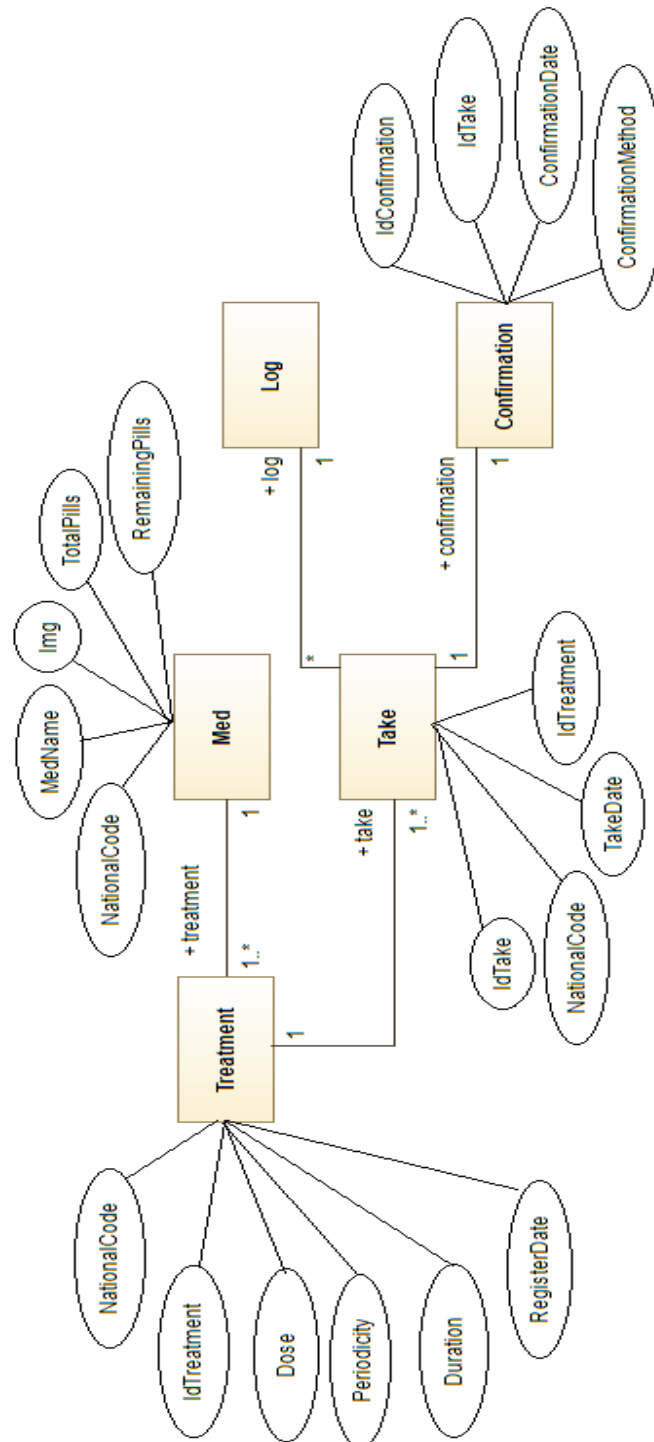 NationalCode
MedName
Img
TotalPills
RemainingPills
NationalCode
IdTreatment
Dose
Periodicity
Duration
RegisterDate
Treatment
+ treatment
1..*
1
Med
1
+ take
1..*
Take
*
1
+ log
1
Log
+ confirmation
1
Confirmation
IdTake
NationalCode
TakeDate
IdTreatment
IdConfirmation
IdTake
ConfirmationDate
ConfirmationMethod